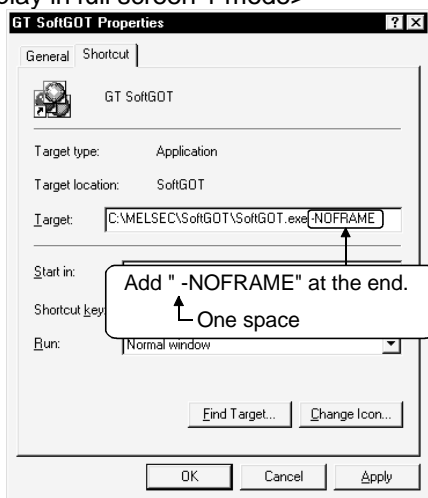 play in full screen 1 mode>
GT SoftGOT Properties
General Shortcut
GT SoftGOT
Target type: Application
Target location: SoftGOT
Target: C:\MELSEC\SoftGOT\SoftGOT.exe -NOFRAME
Start in:
Add " -NOFRAME" at the end.
Shortcut key:
One space
Run: Normal window
Find Target... Change Icon...
OK Cancel Apply